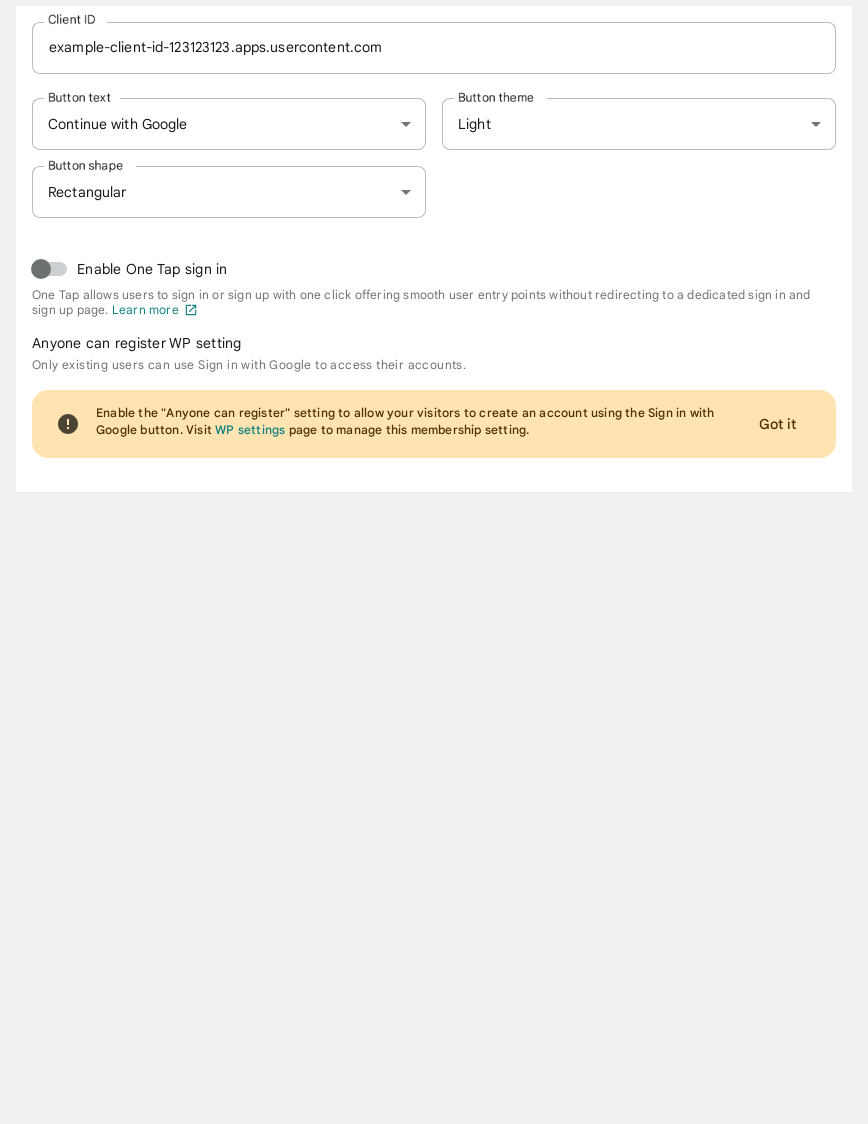 Client ID
example-client-id-123123123.apps.usercontent.com
Button text
Button theme
Continue with Google
Light
Button shape
Rectangular
Enable One Tap sign in
One Tap allows users to sign in or sign up with one click offering smooth user entry points without redirecting to a dedicated sign in and
sign up page. Learn more
Anyone can register WP setting
Only existing users can use Sign in with Google to access their accounts.
Enable the "Anyone can register" setting to allow your visitors to create an account using the Sign in with
Google button. Visit WP settings page to manage this membership setting.
Got it